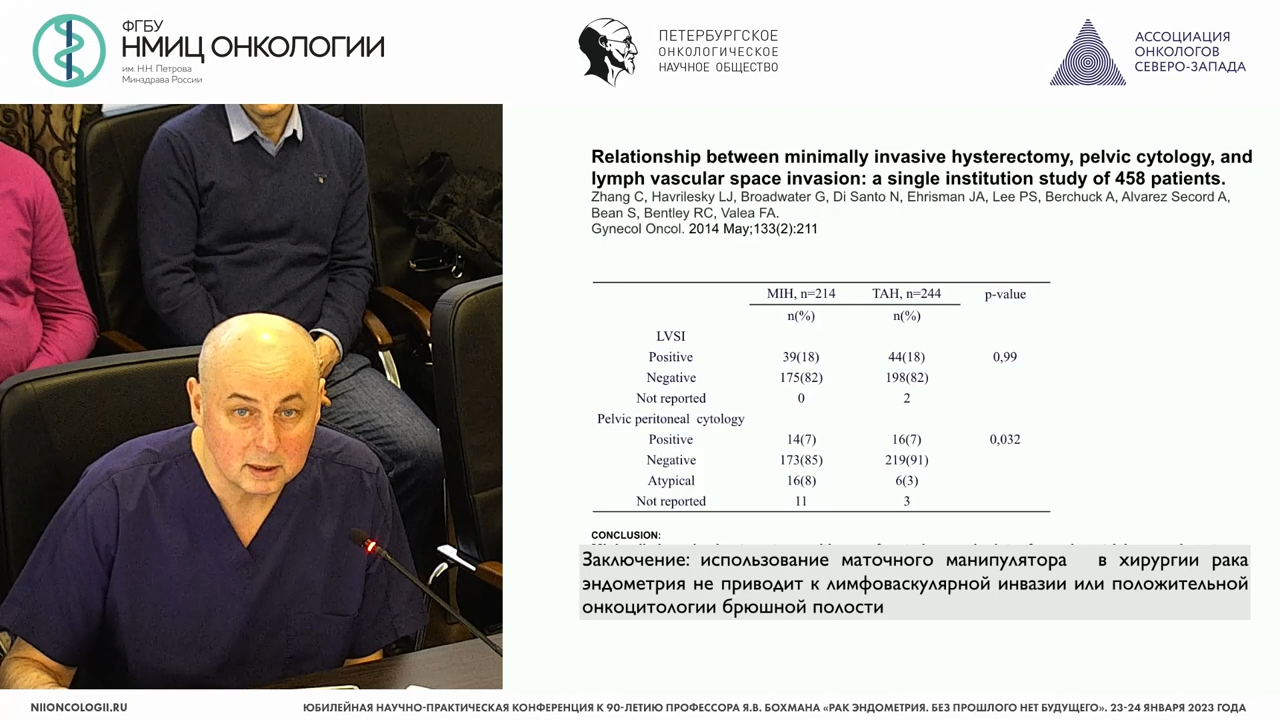 ФГБУ
НМИЦ ОНКОЛОГИИ
им. Н.Н. Петрова
Минздрава России
ПЕТЕРБУРГСКОЕ
ОНКОЛОГИЧЕСКОЕ
НАУЧНОЕ ОБЩЕСТВО
АССОЦИАЦИЯ
ОНКОЛОГОВ
СЕВЕРО-ЗАПАДА
Relationship between minimally invasive hysterectomy, pelvic cytology, and
lymph vascular space invasion: a single institution study of 458 patients.
Zhang C, Havrilesky LJ, Broadwater G, Di Santo N, Ehrisman JA, Lee PS, Berchuck A, Alvarez Secord A,
Bean S, Bentley RC, Valea FA.
Gynecol Oncol. 2014 May;133(2):211
MIH, n=214 TAH, n=244 p-value
n(%) n(%)
LVSI
Positive 39(18) 44(18) 0,99
Negative 175(82) 198(82)
Not reported 0 2
Pelvic peritoneal cytology
Positive 14(7) 16(7) 0,032
Negative 173(85) 219(91)
Atypical 16(8) 6(3)
Not reported 11 3
CONCLUSION:
Заключение: использование маточного манипулятора в хирургии рака
эндометрия не приводит к лимфоваскулярной инвазии или положительной
онкоцитологии брюшной полости
NIIONCOLOGII.RU
ЮБИЛЕЙНАЯ НАУЧНО-ПРАКТИЧЕСКАЯ КОНФЕРЕНЦИЯ К 90-ЛЕТИЮ ПРОФЕССОРА Я.В. БОХМАНА «РАК ЭНДОМЕТРИЯ. БЕЗ ПРОШЛОГО НЕТ БУДУЩЕГО». 23-24 ЯНВАРЯ 2023 ГОДА